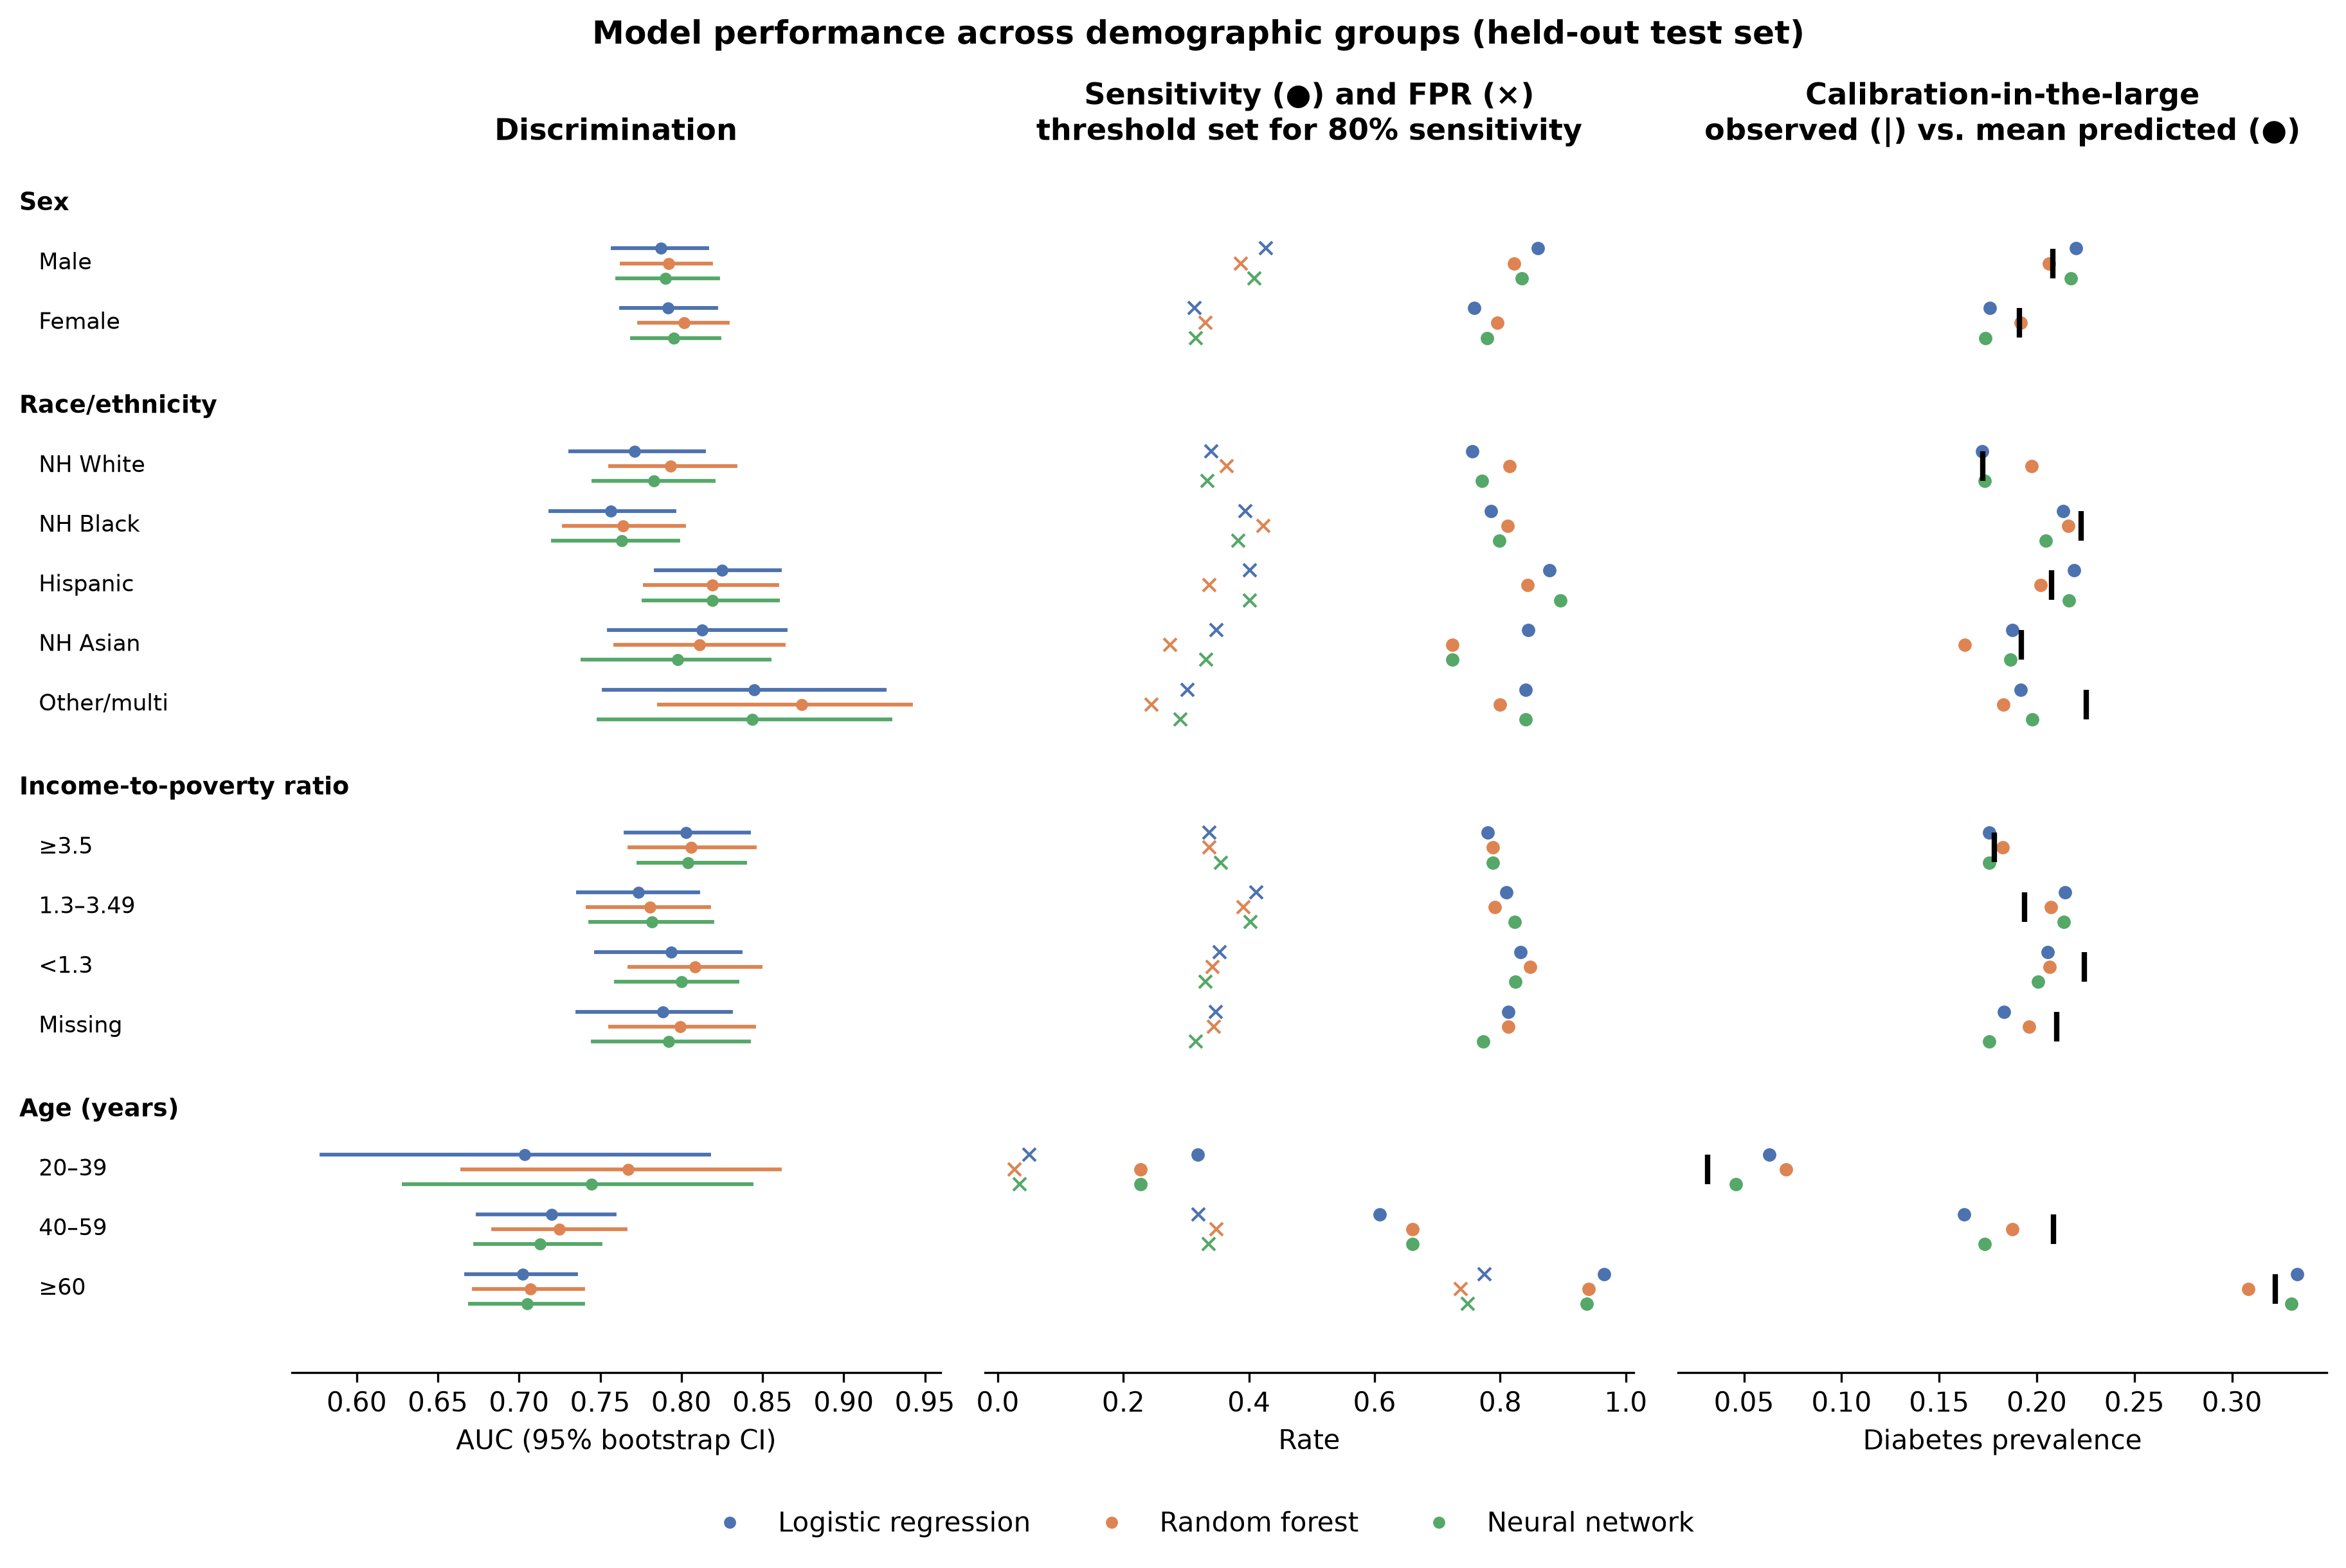 Model performance across demographic groups (held-out test set)
Discrimination
Sensitivity (●) and FPR (×)
threshold set for 80% sensitivity
Calibration-in-the-large
observed (|) vs. mean predicted (●)
Sex
Male
Female
Race/ethnicity
NH White
NH Black
Hispanic
NH Asian
Other/multi
Income-to-poverty ratio
≥3.5
1.3–3.49
<1.3
Missing
Age (years)
20–39
40–59
≥60
0.60 0.65 0.70 0.75 0.80 0.85 0.90 0.95
AUC (95% bootstrap CI)
0.0 0.2 0.4 0.6 0.8 1.0
Rate
0.05 0.10 0.15 0.20 0.25 0.30
Diabetes prevalence
Logistic regression
Random forest
Neural network